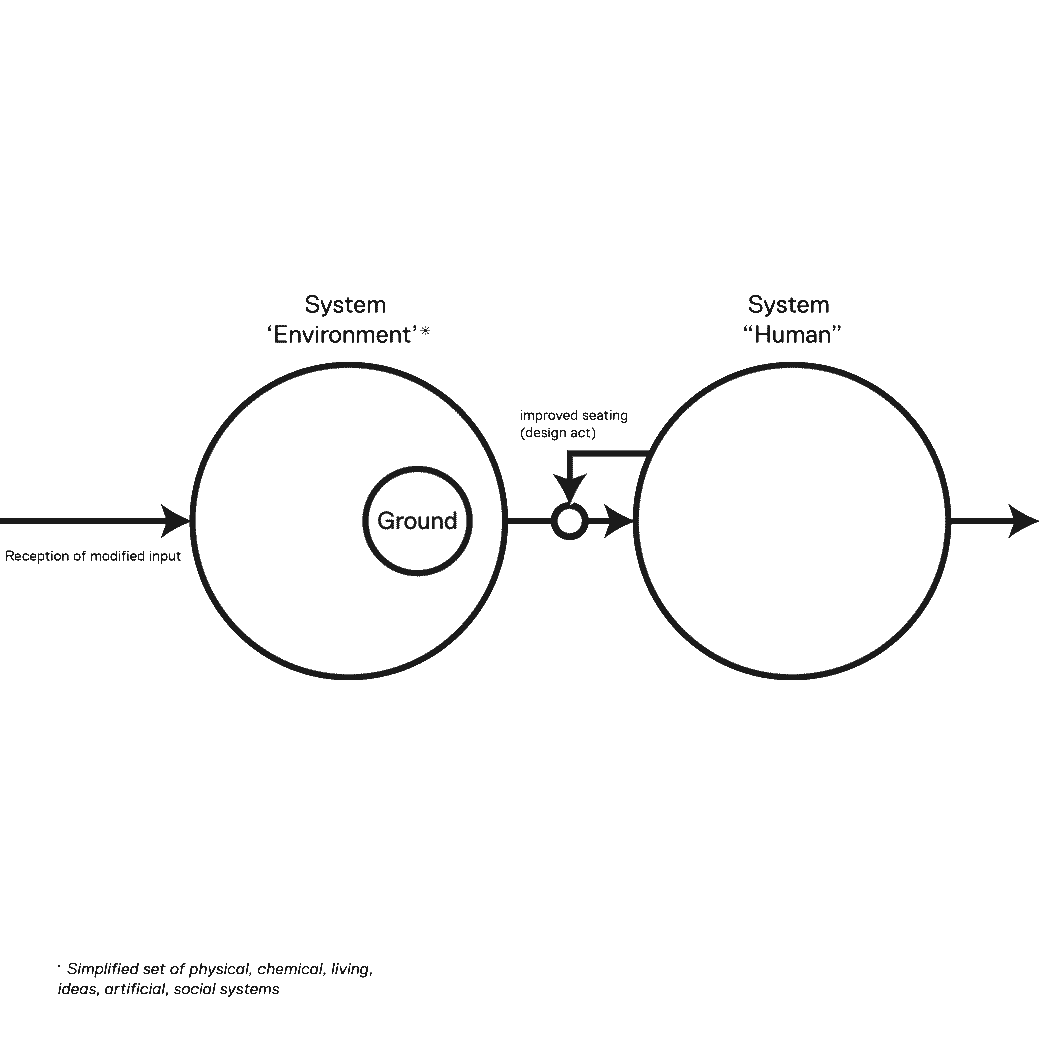 System
‘Environment’*
System
“Human”
improved seating
(design act)
Ground
Reception of modified input
* Simplified set of physical, chemical, living,
ideas, artificial, social systems